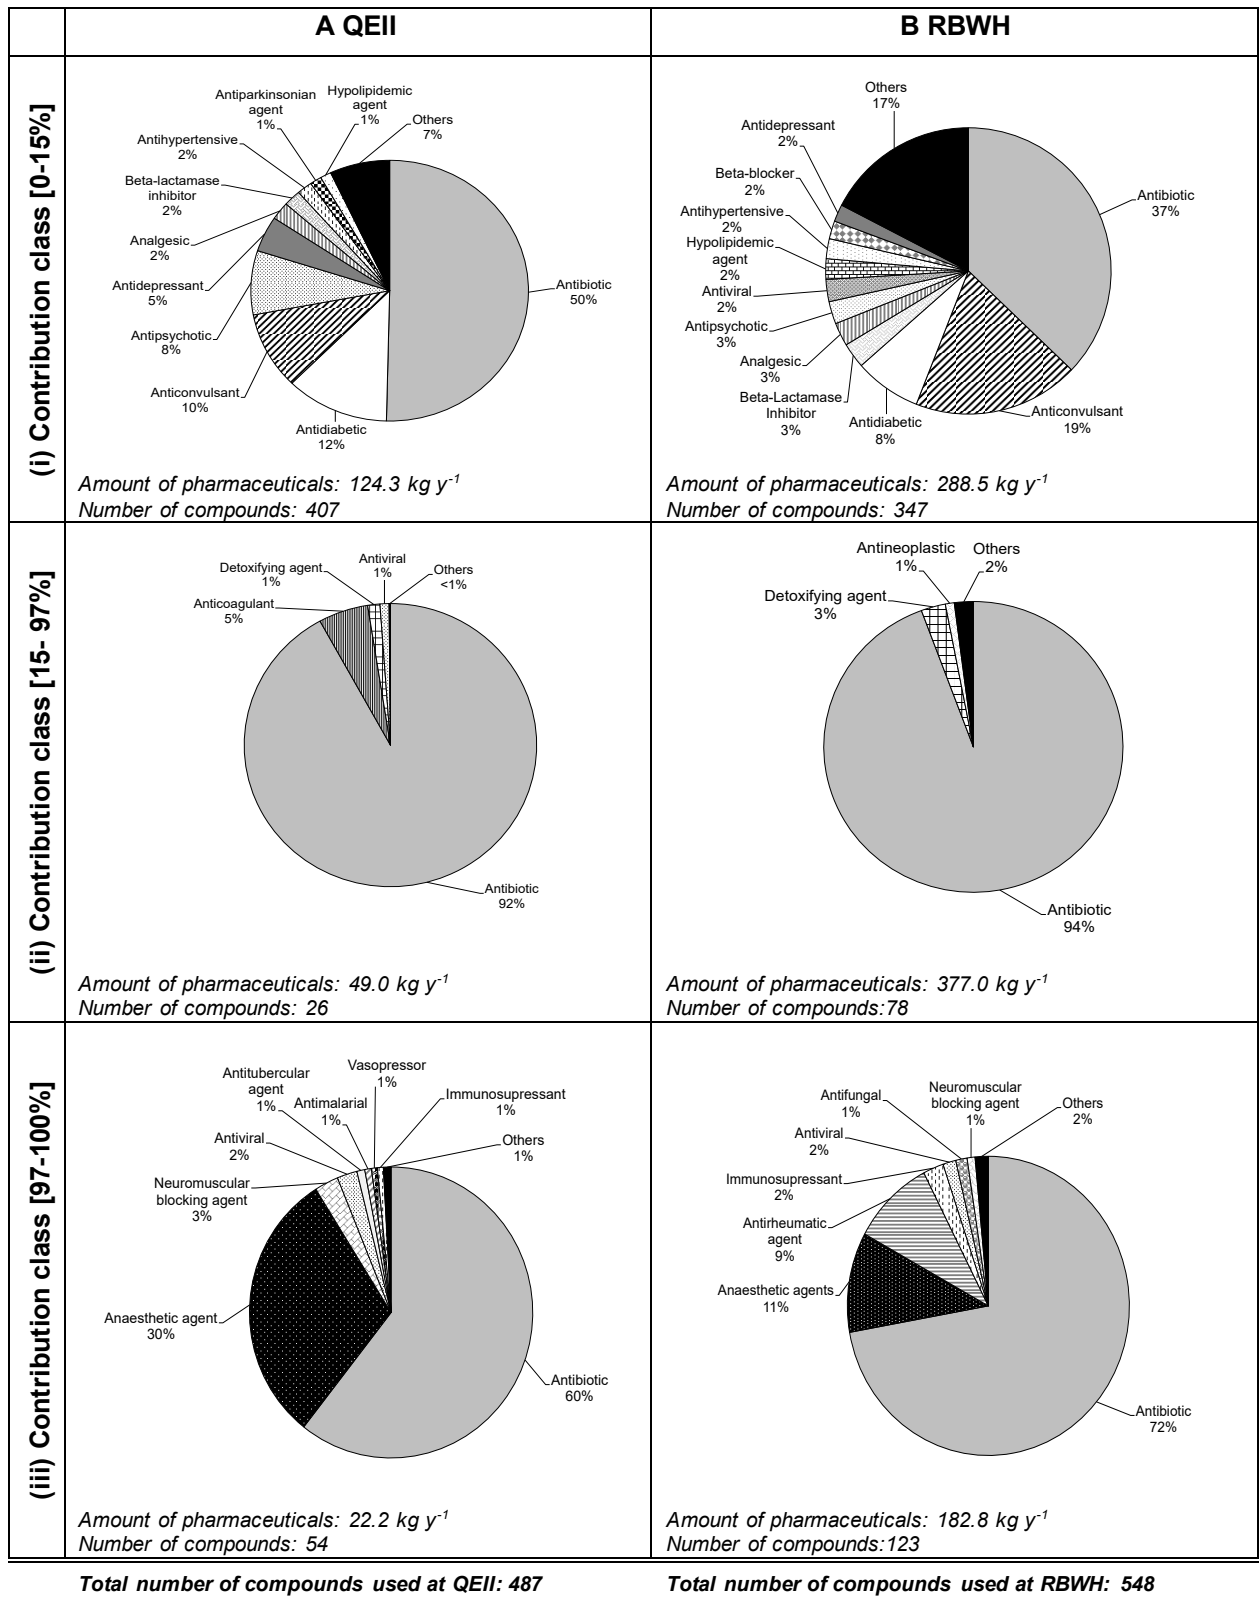 A QEII
B RBWH
(i) Contribution class [0-15%]
Antiparkinsonian
agent
1%
Hypolipidemic
agent
1%
Others
7%
Antihypertensive
2%
Beta-lactamase
inhibitor
2%
Analgesic
2%
Antidepressant
5%
Antipsychotic
8%
Anticonvulsant
10%
Antidiabetic
12%
Antibiotic
50%
Amount of pharmaceuticals: 124.3 kg y-1
Number of compounds: 407
Others
17%
Antidepressant
2%
Beta-blocker
2%
Antihypertensive
2%
Hypolipidemic
agent
2%
Antiviral
2%
Antipsychotic
3%
Analgesic
3%
Beta-Lactamase
Inhibitor
3%
Antidiabetic
8%
Anticonvulsant
19%
Antibiotic
37%
Amount of pharmaceuticals: 288.5 kg y-1
Number of compounds: 347
(ii) Contribution class [15- 97%]
Detoxifying agent
1%
Antiviral
1%
Others
<1%
Anticoagulant
5%
Antibiotic
92%
Amount of pharmaceuticals: 49.0 kg y-1
Number of compounds: 26
Antineoplastic
1%
Others
2%
Detoxifying agent
3%
Antibiotic
94%
Amount of pharmaceuticals: 377.0 kg y-1
Number of compounds:78
(iii) Contribution class [97-100%]
Vasopressor
1%
Antitubercular
agent
1%
Antimalarial
1%
Immunosupressant
1%
Others
1%
Antiviral
2%
Neuromuscular
blocking agent
3%
Anaesthetic agent
30%
Antibiotic
60%
Amount of pharmaceuticals: 22.2 kg y-1
Number of compounds: 54
Antifungal
1%
Neuromuscular
blocking agent
1%
Others
2%
Antiviral
2%
Immunosupressant
2%
Antirheumatic
agent
9%
Anaesthetic agents
11%
Antibiotic
72%
Amount of pharmaceuticals: 182.8 kg y-1
Number of compounds:123
Total number of compounds used at QEII: 487
Total number of compounds used at RBWH: 548